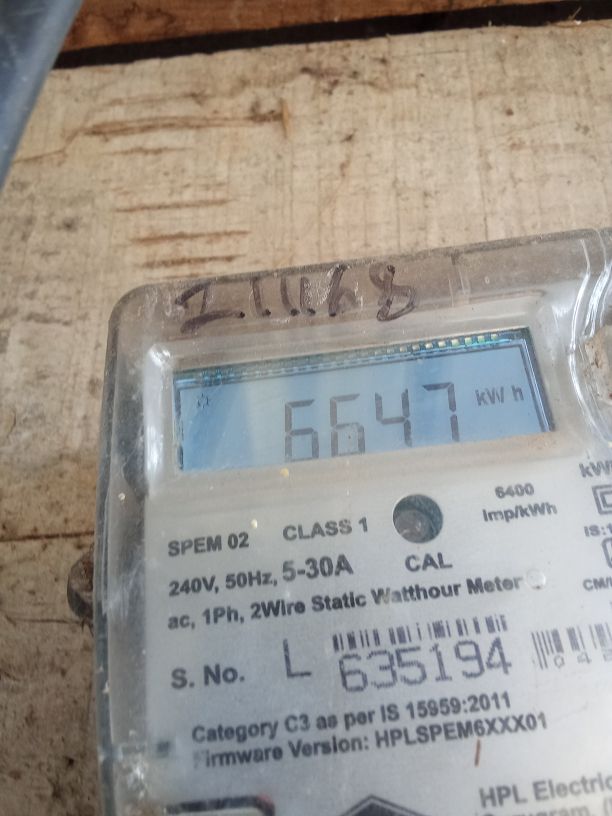 6647 kW h
6400
Imp/kWh
SPEM 02 CLASS 1
CAL
240V, 50Hz, 5-30A
ac, 1Ph, 2Wire Static Watthour Meter
S. No. L 635194
Category C3 as per IS 15959:2011
Firmware Version: HPLSPEM6XXX01
HPL Electric